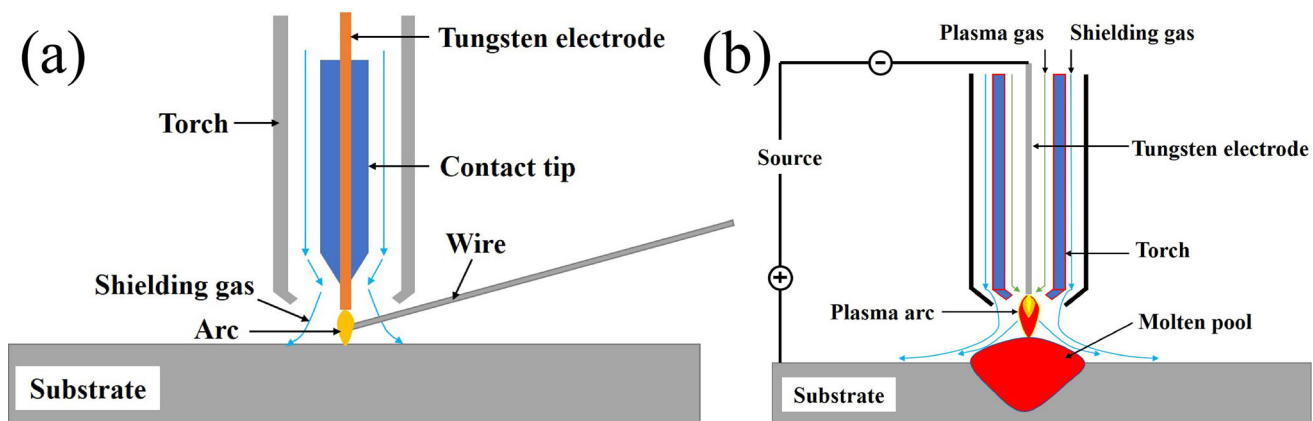 (a)
Tungsten electrode
Torch
Contact tip
Wire
Shielding gas
Arc
Substrate
(b)
Plasma gas
Shielding gas
−
Source
Tungsten electrode
+
Torch
Plasma arc
Molten pool
Substrate